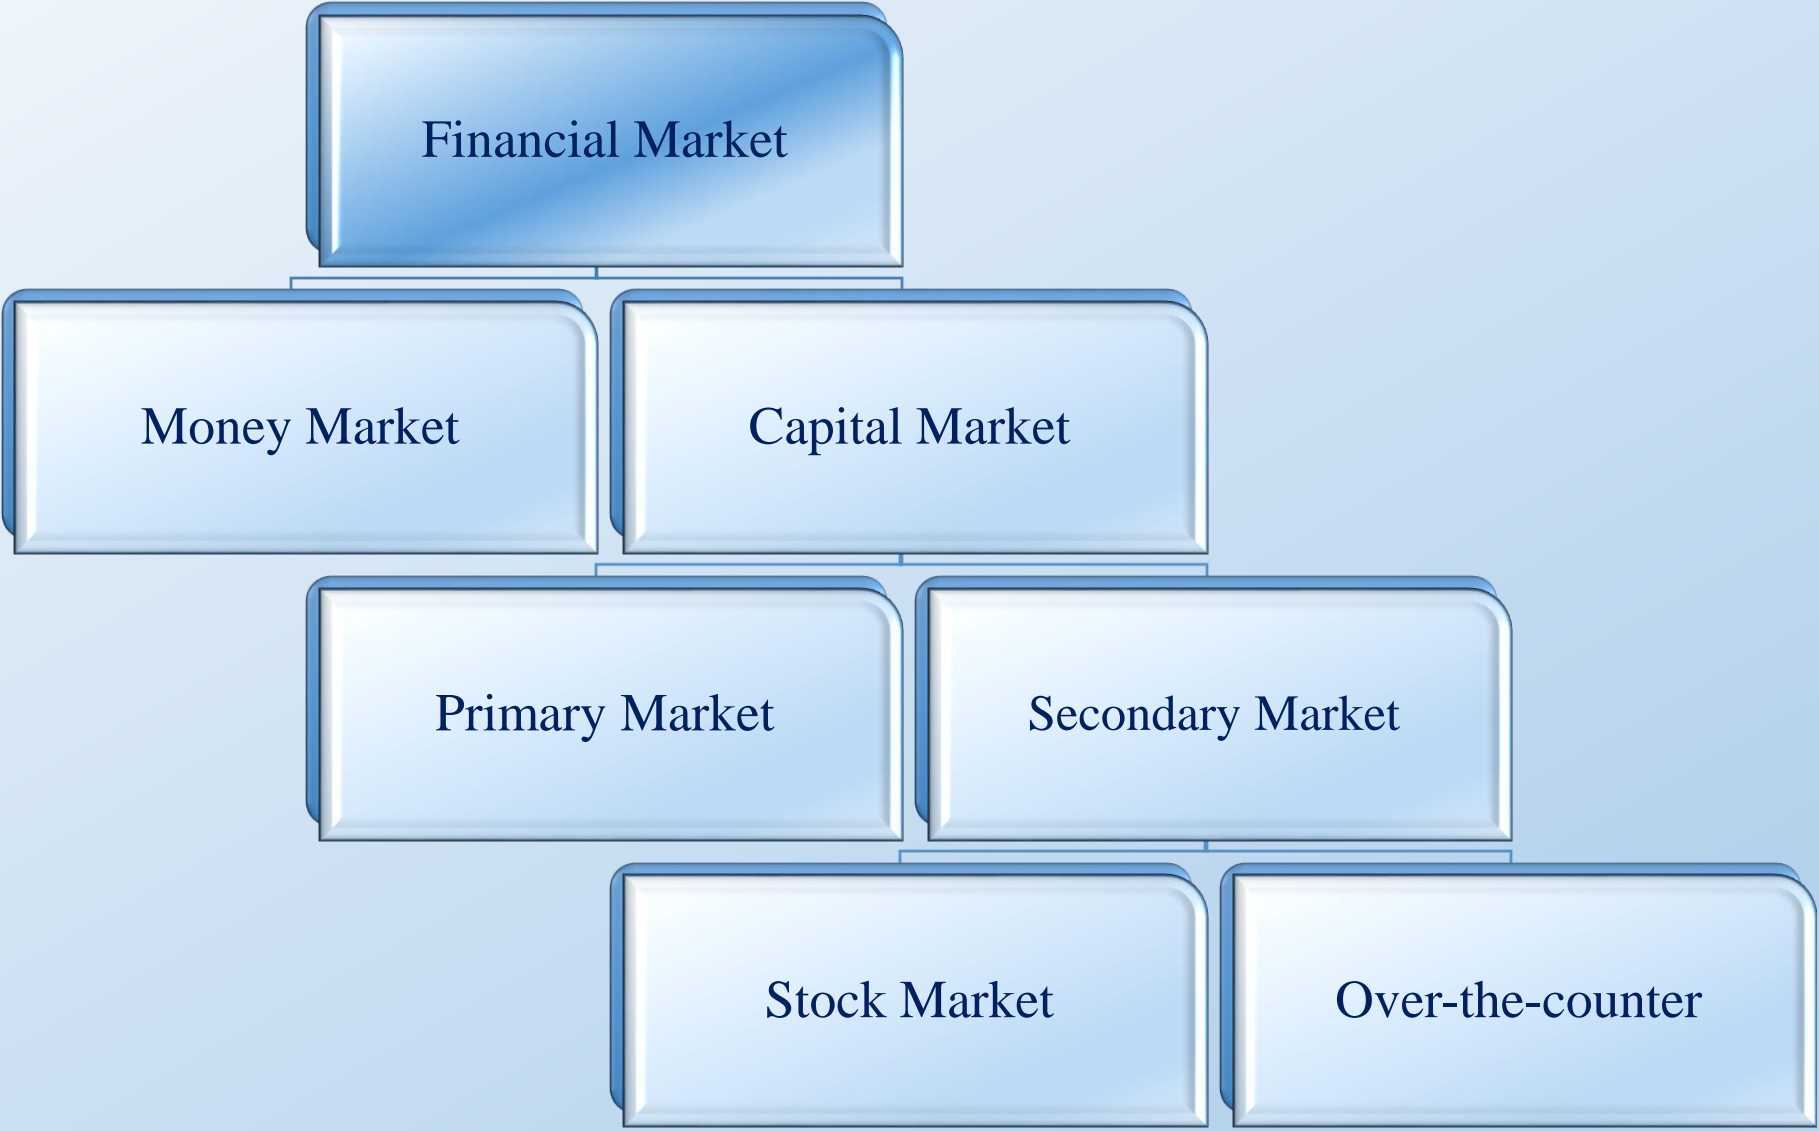 Financial Market
Money Market
Capital Market
Primary Market
Secondary Market
Stock Market
Over-the-counter